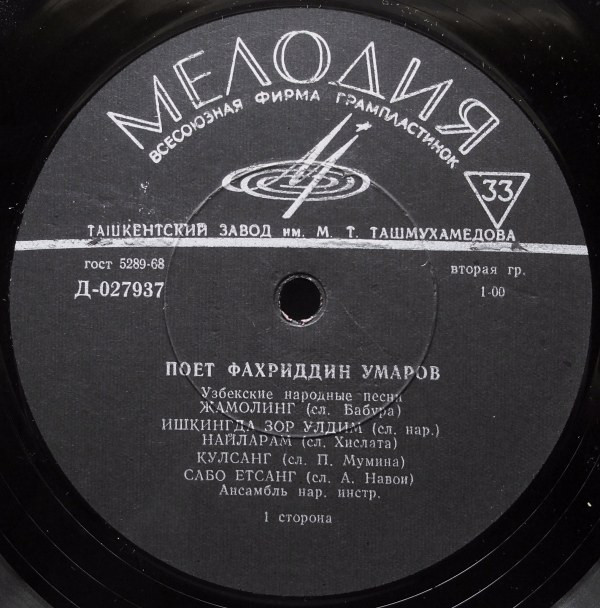 МЕЛОДИЯ
ВСЕСОЮЗНАЯ ФИРМА ГРАМПЛАСТИНОК
33
ТАШКЕНТСКИЙ ЗАВОД им. М. Т. ТАШМУХАМЕДОВА
гост 5289-68
вторая гр.
Д-027937
1-00
ПОЕТ ФАХРИДДИН УМАРОВ
Узбекские народные песни
ЖАМОЛИНГ (сл. Бабура)
ИШКИНГДА ЗОР УЛДИМ (сл. нар.)
НАЙЛАРАМ (сл. Хислата)
КУЛСАНГ (сл. П. Мумина)
САБО ЕТСАНГ (сл. А. Навои)
Ансамбль нар. инстр.
1 сторона